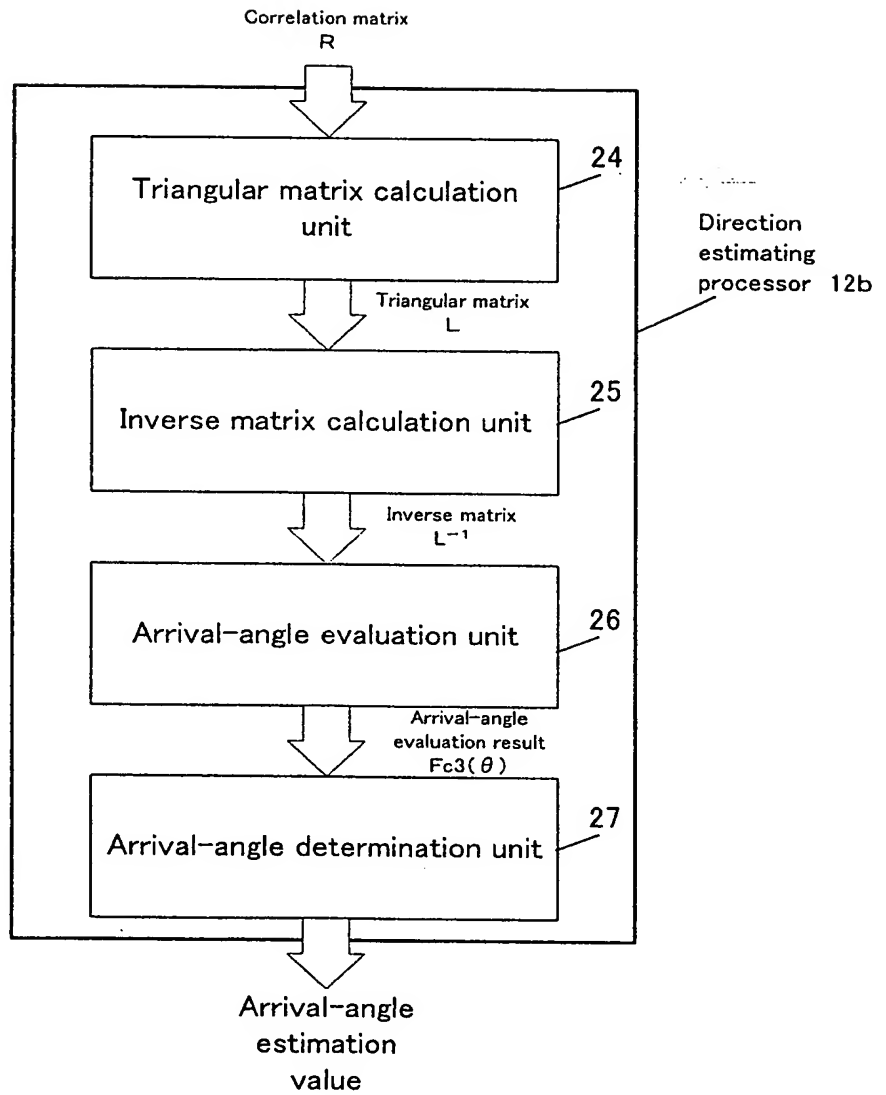 Correlation matrix
R
24
Triangular matrix calculation
unit
Direction
estimating
processor 12b
Triangular matrix
L
25
Inverse matrix calculation unit
Inverse matrix
L⁻¹
26
Arrival-angle evaluation unit
Arrival-angle
evaluation result
Fc3(θ)
27
Arrival-angle determination unit
Arrival-angle
estimation
value